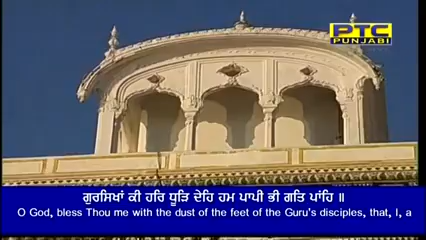 PTC
PUNJABI
ਗੁਰਸਿਖਾਂ ਕੀ ਹਰਿ ਧੂੜਿ ਦੇਹਿ ਹਮ ਪਾਪੀ ਭੀ ਗਤਿ ਪਾਂਹਿ ॥
O God, bless Thou me with the dust of the feet of the Guru's disciples, that, I, a